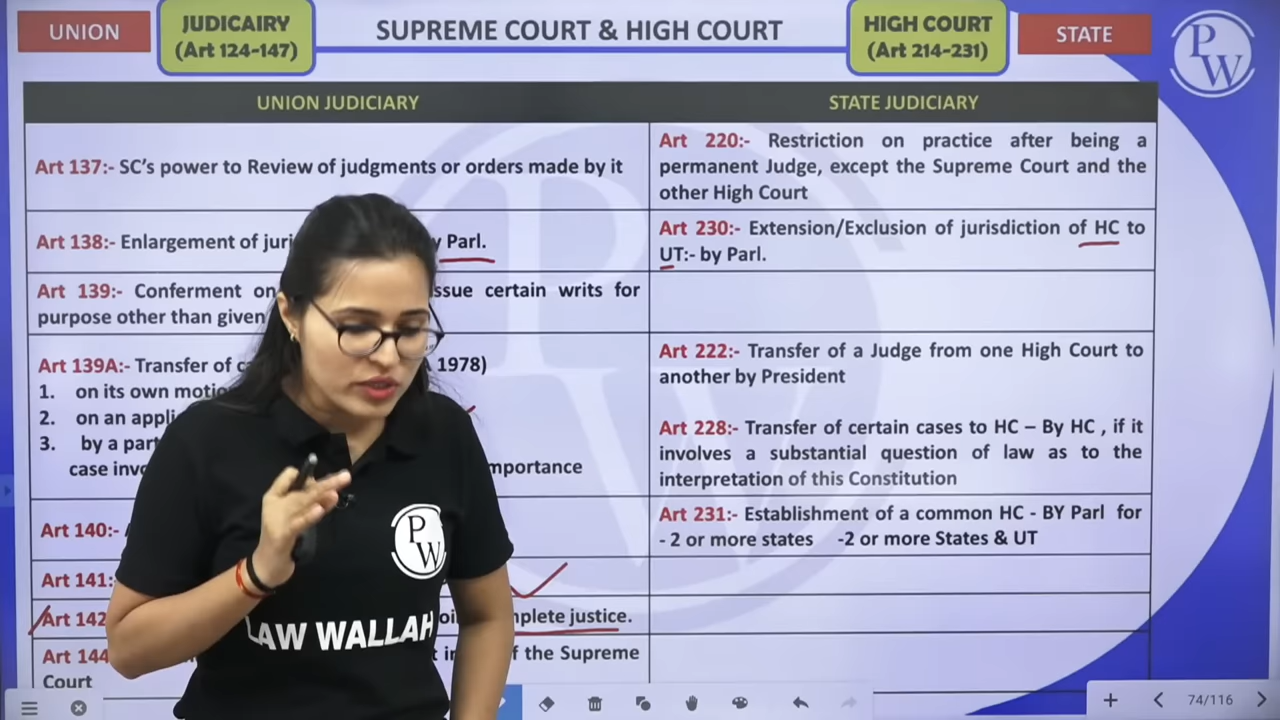 UNION
JUDICAIRY
(Art 124-147)
SUPREME COURT & HIGH COURT
HIGH COURT
(Art 214-231)
STATE
PW
UNION JUDICIARY
STATE JUDICIARY
Art 137:- SC's power to Review of judgments or orders made by it
Art 220:- Restriction on practice after being a
permanent Judge, except the Supreme Court and the
other High Court
Art 138:- Enlargement of
Parl.
Art 230:- Extension/Exclusion of jurisdiction of HC to
UT:- by Parl.
Art 139:- Conferment on
certain writs for
purpose other than given
Art 139A:- Transfer of
1978)
1. on its own
2. on an
3. by a
case
Art 222:- Transfer of a Judge from one High Court to
another by President
Art 228:- Transfer of certain cases to HC – By HC , if it
involves a substantial question of law as to the
interpretation of this Constitution
Art 140:-
Art 231:- Establishment of a common HC - BY Parl for
- 2 or more states -2 or more States & UT
Art 141:
Art 142
justice.
Art 144
of the Supreme
Court
PW
LAW WALLAH
74/116